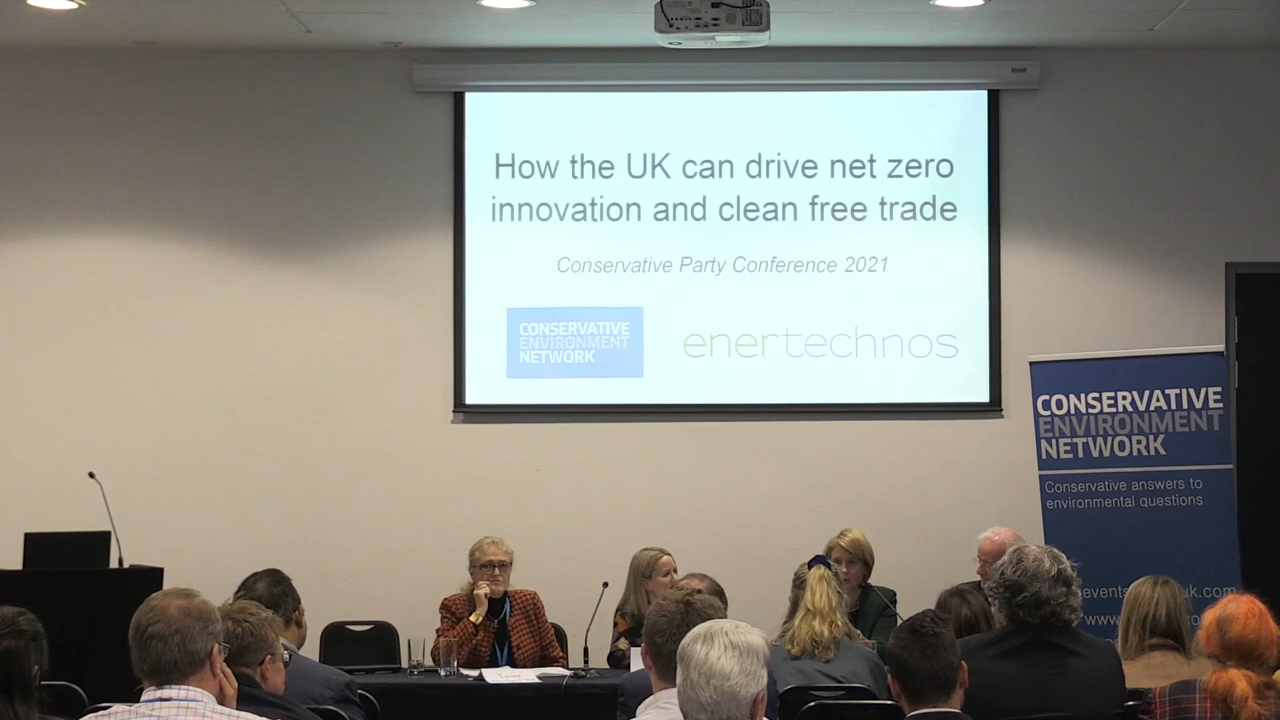 How the UK can drive net zero
innovation and clean free trade
Conservative Party Conference 2021
CONSERVATIVE
ENVIRONMENT
NETWORK
enertechnos
CONSERVATIVE
ENVIRONMENT
NETWORK
Conservative answers to
environmental questions